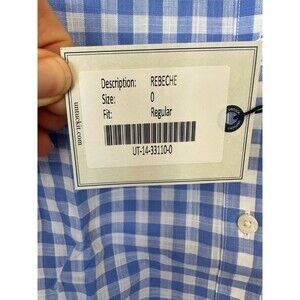 untuckit.com
Description: REBECHE
Size: 0
Fit: Regular
UT-14-33110-0